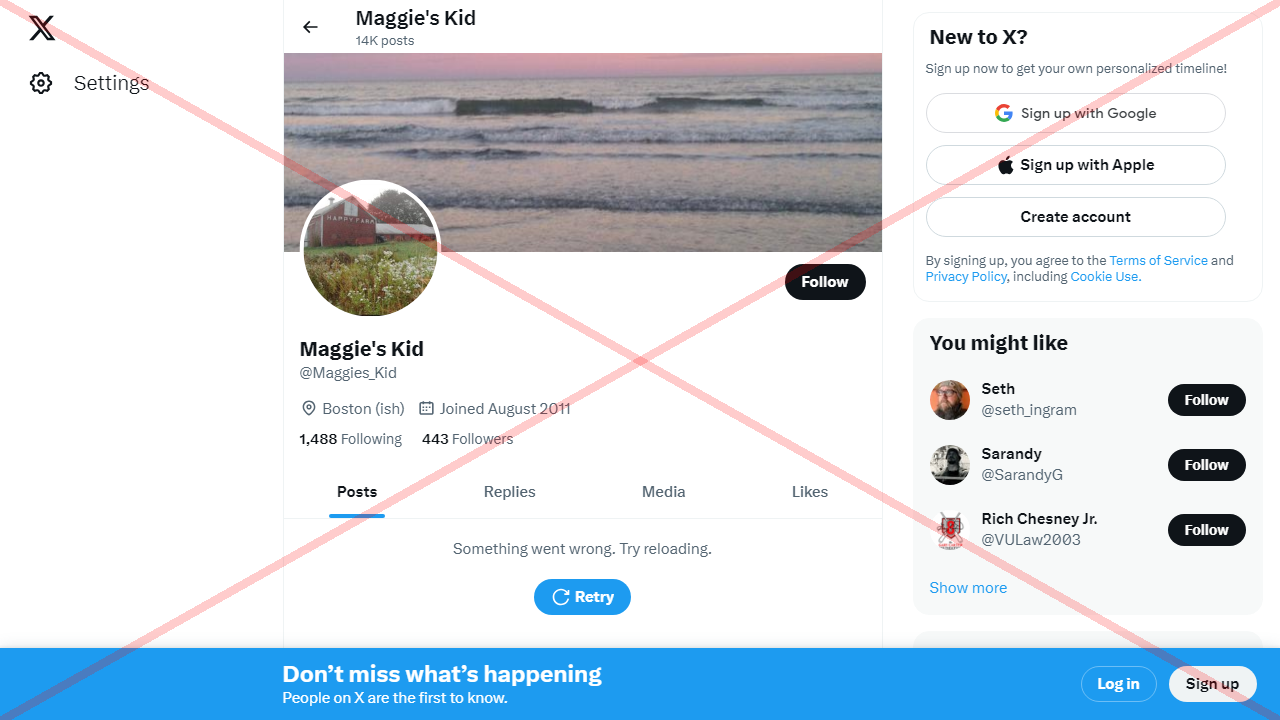 Settings
Maggie's Kid
14K posts
HAPPY FARM
Follow
Maggie's Kid
@Maggies_Kid
Boston (ish) Joined August 2011
1,488 Following 443 Followers
Posts Replies Media Likes
Something went wrong. Try reloading.
Retry
New to X?
Sign up now to get your own personalized timeline!
Sign up with Google
Sign up with Apple
Create account
By signing up, you agree to the Terms of Service and
Privacy Policy, including Cookie Use.
You might like
Seth
@seth_ingram
Follow
Sarandy
@SarandyG
Follow
Rich Chesney Jr.
@VULaw2003
Follow
Show more
Don’t miss what’s happening
People on X are the first to know.
Log in
Sign up